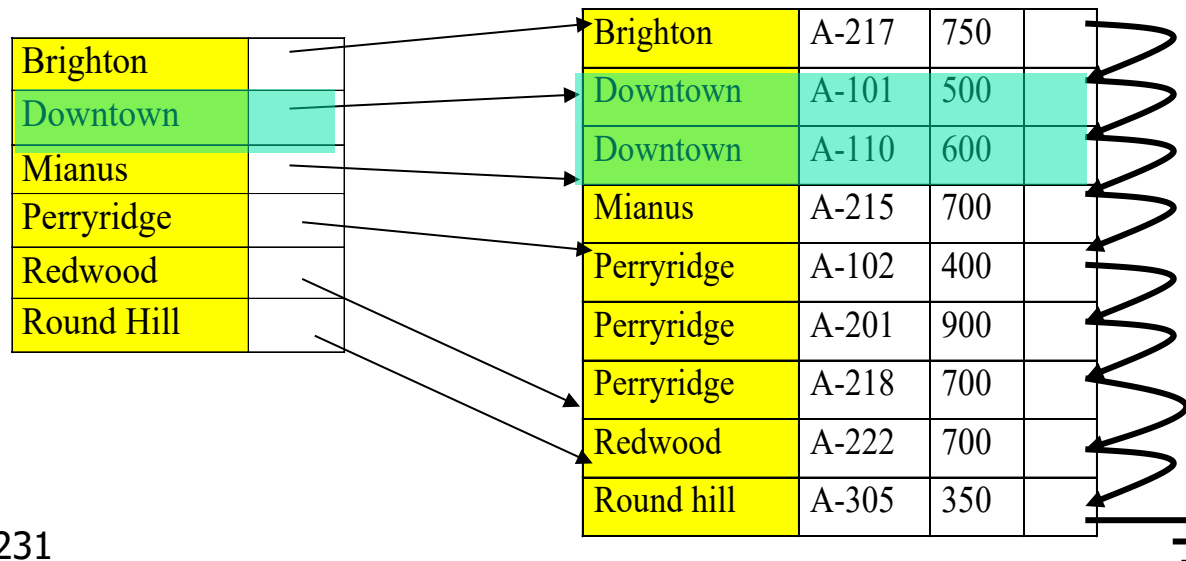 Brighton
Downtown
Mianus
Perryridge
Redwood
Round Hill
Brighton A-217 750
Downtown A-101 500
Downtown A-110 600
Mianus A-215 700
Perryridge A-102 400
Perryridge A-201 900
Perryridge A-218 700
Redwood A-222 700
Round hill A-305 350
231